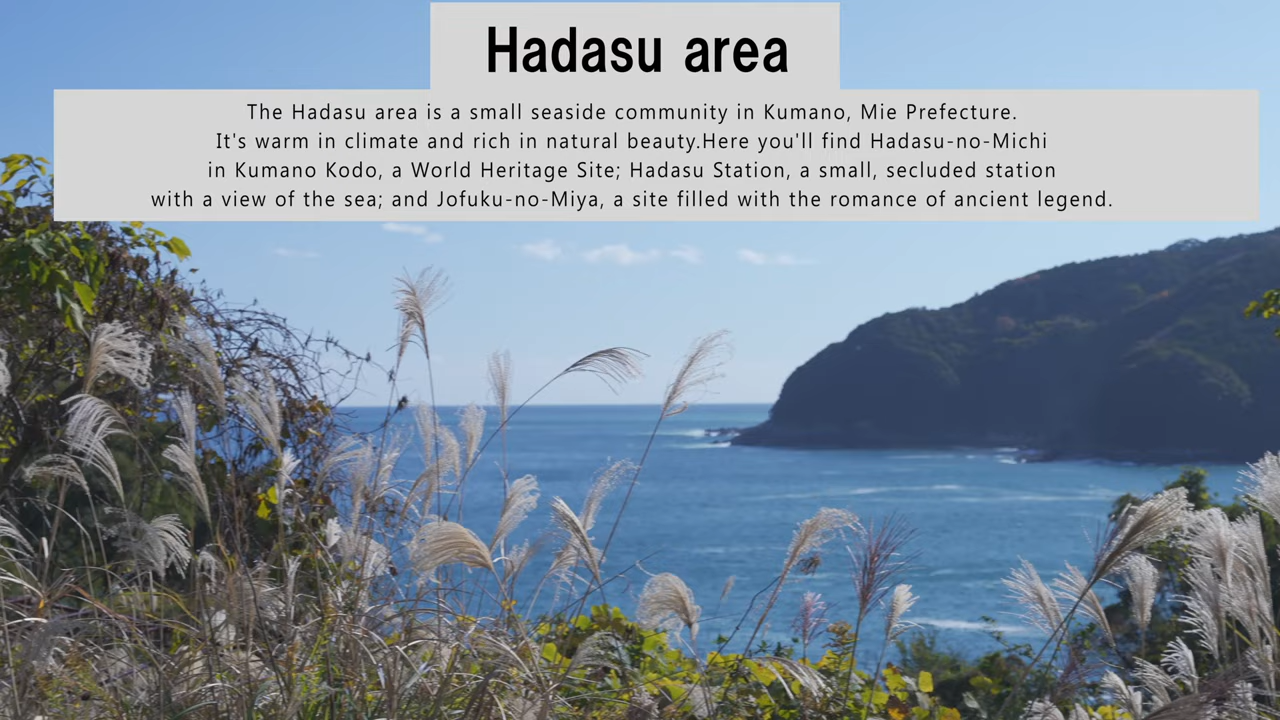 Hadasu area
The Hadasu area is a small seaside community in Kumano, Mie Prefecture.
It's warm in climate and rich in natural beauty.Here you'll find Hadasu-no-Michi
in Kumano Kodo, a World Heritage Site; Hadasu Station, a small, secluded station
with a view of the sea; and Jofuku-no-Miya, a site filled with the romance of ancient legend.